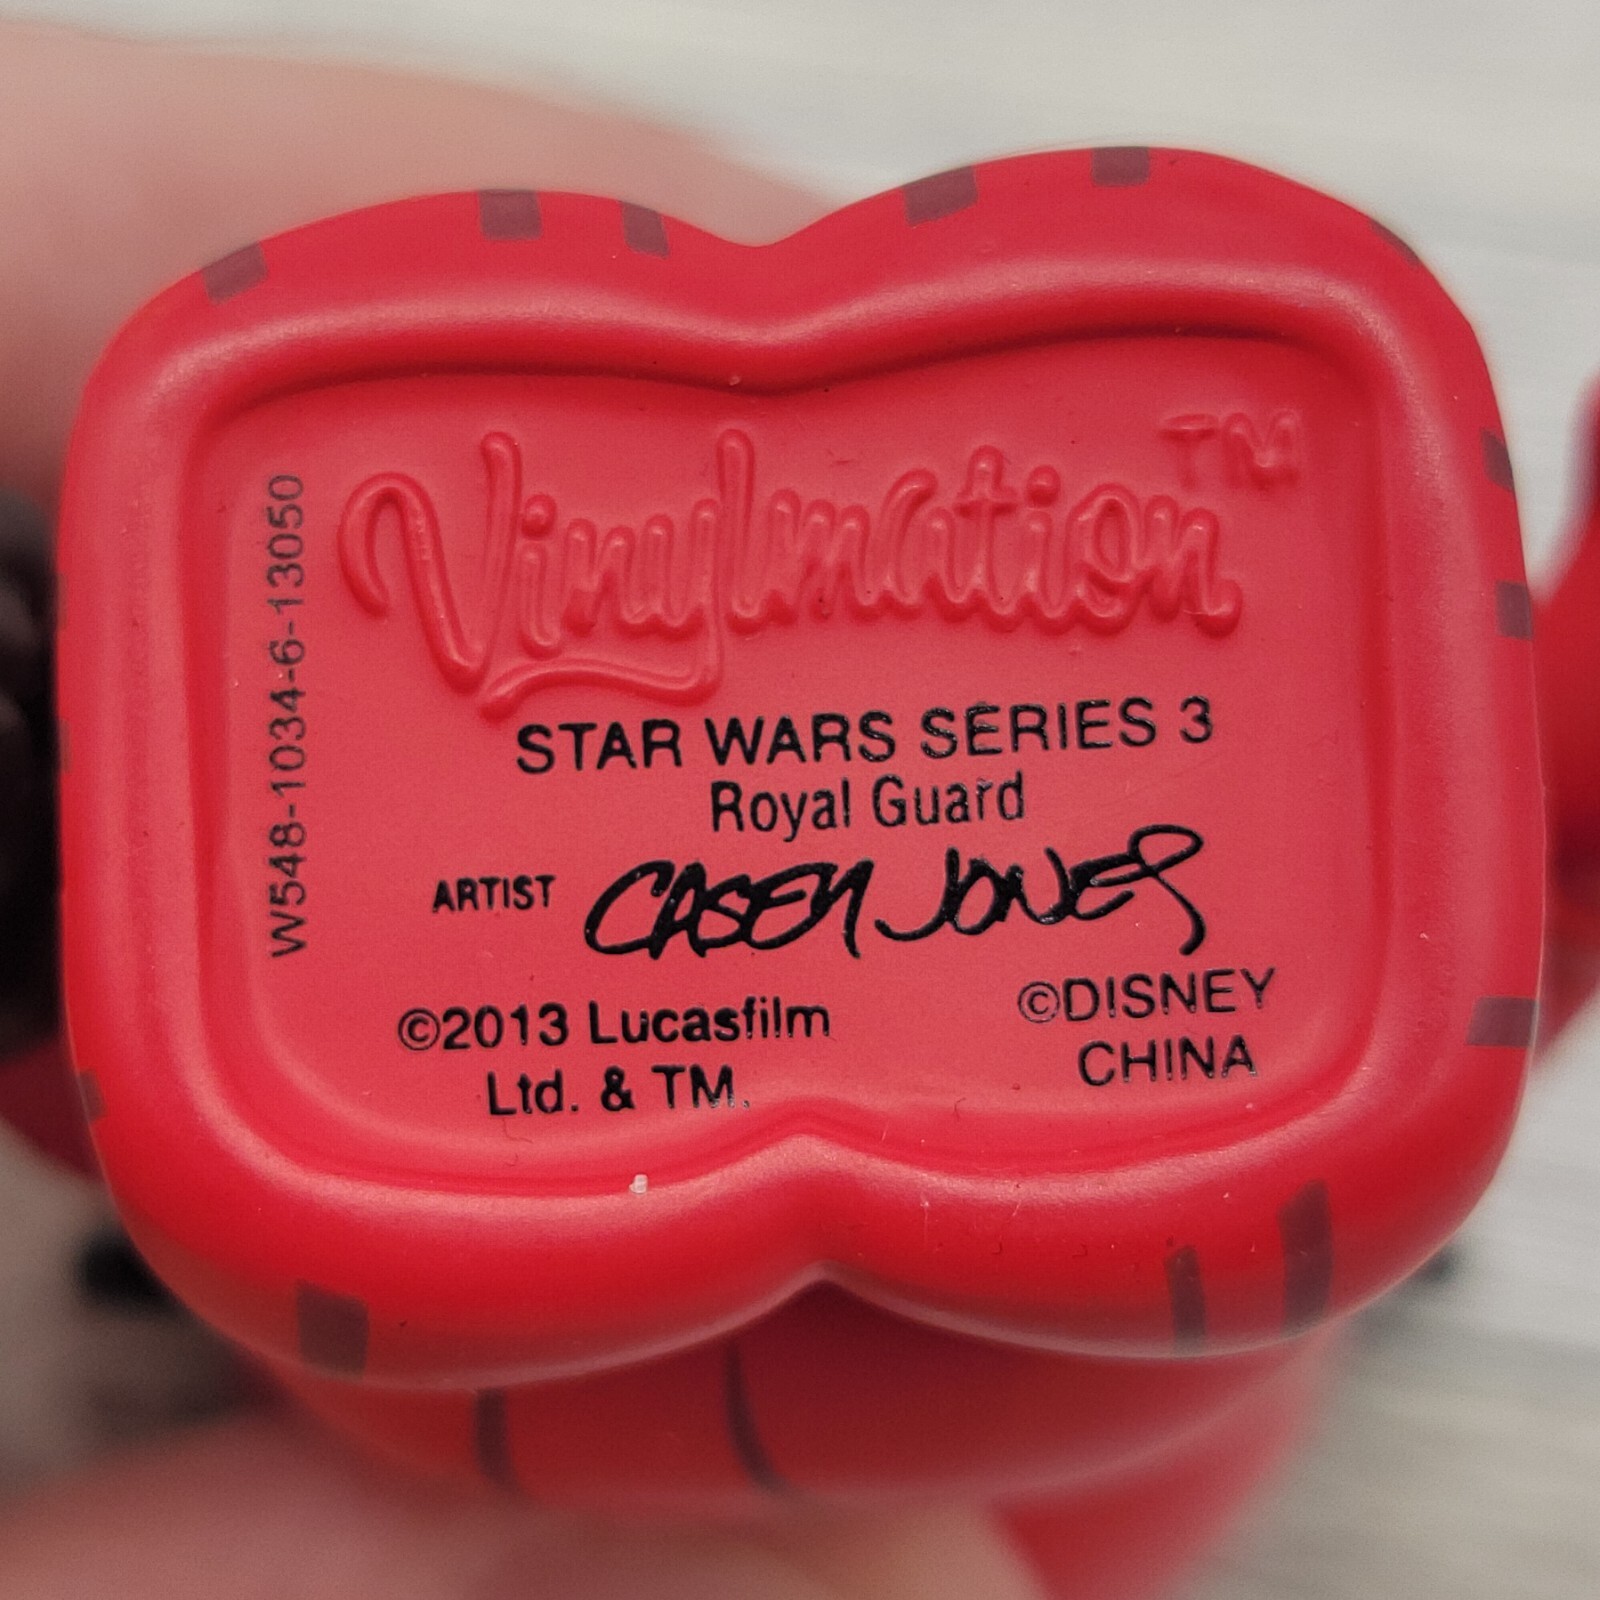 Vinylmation™
STAR WARS SERIES 3
Royal Guard
ARTIST CASEY JONES
©2013 Lucasfilm
Ltd. & TM.
©DISNEY
CHINA
W548-1034-6-13050